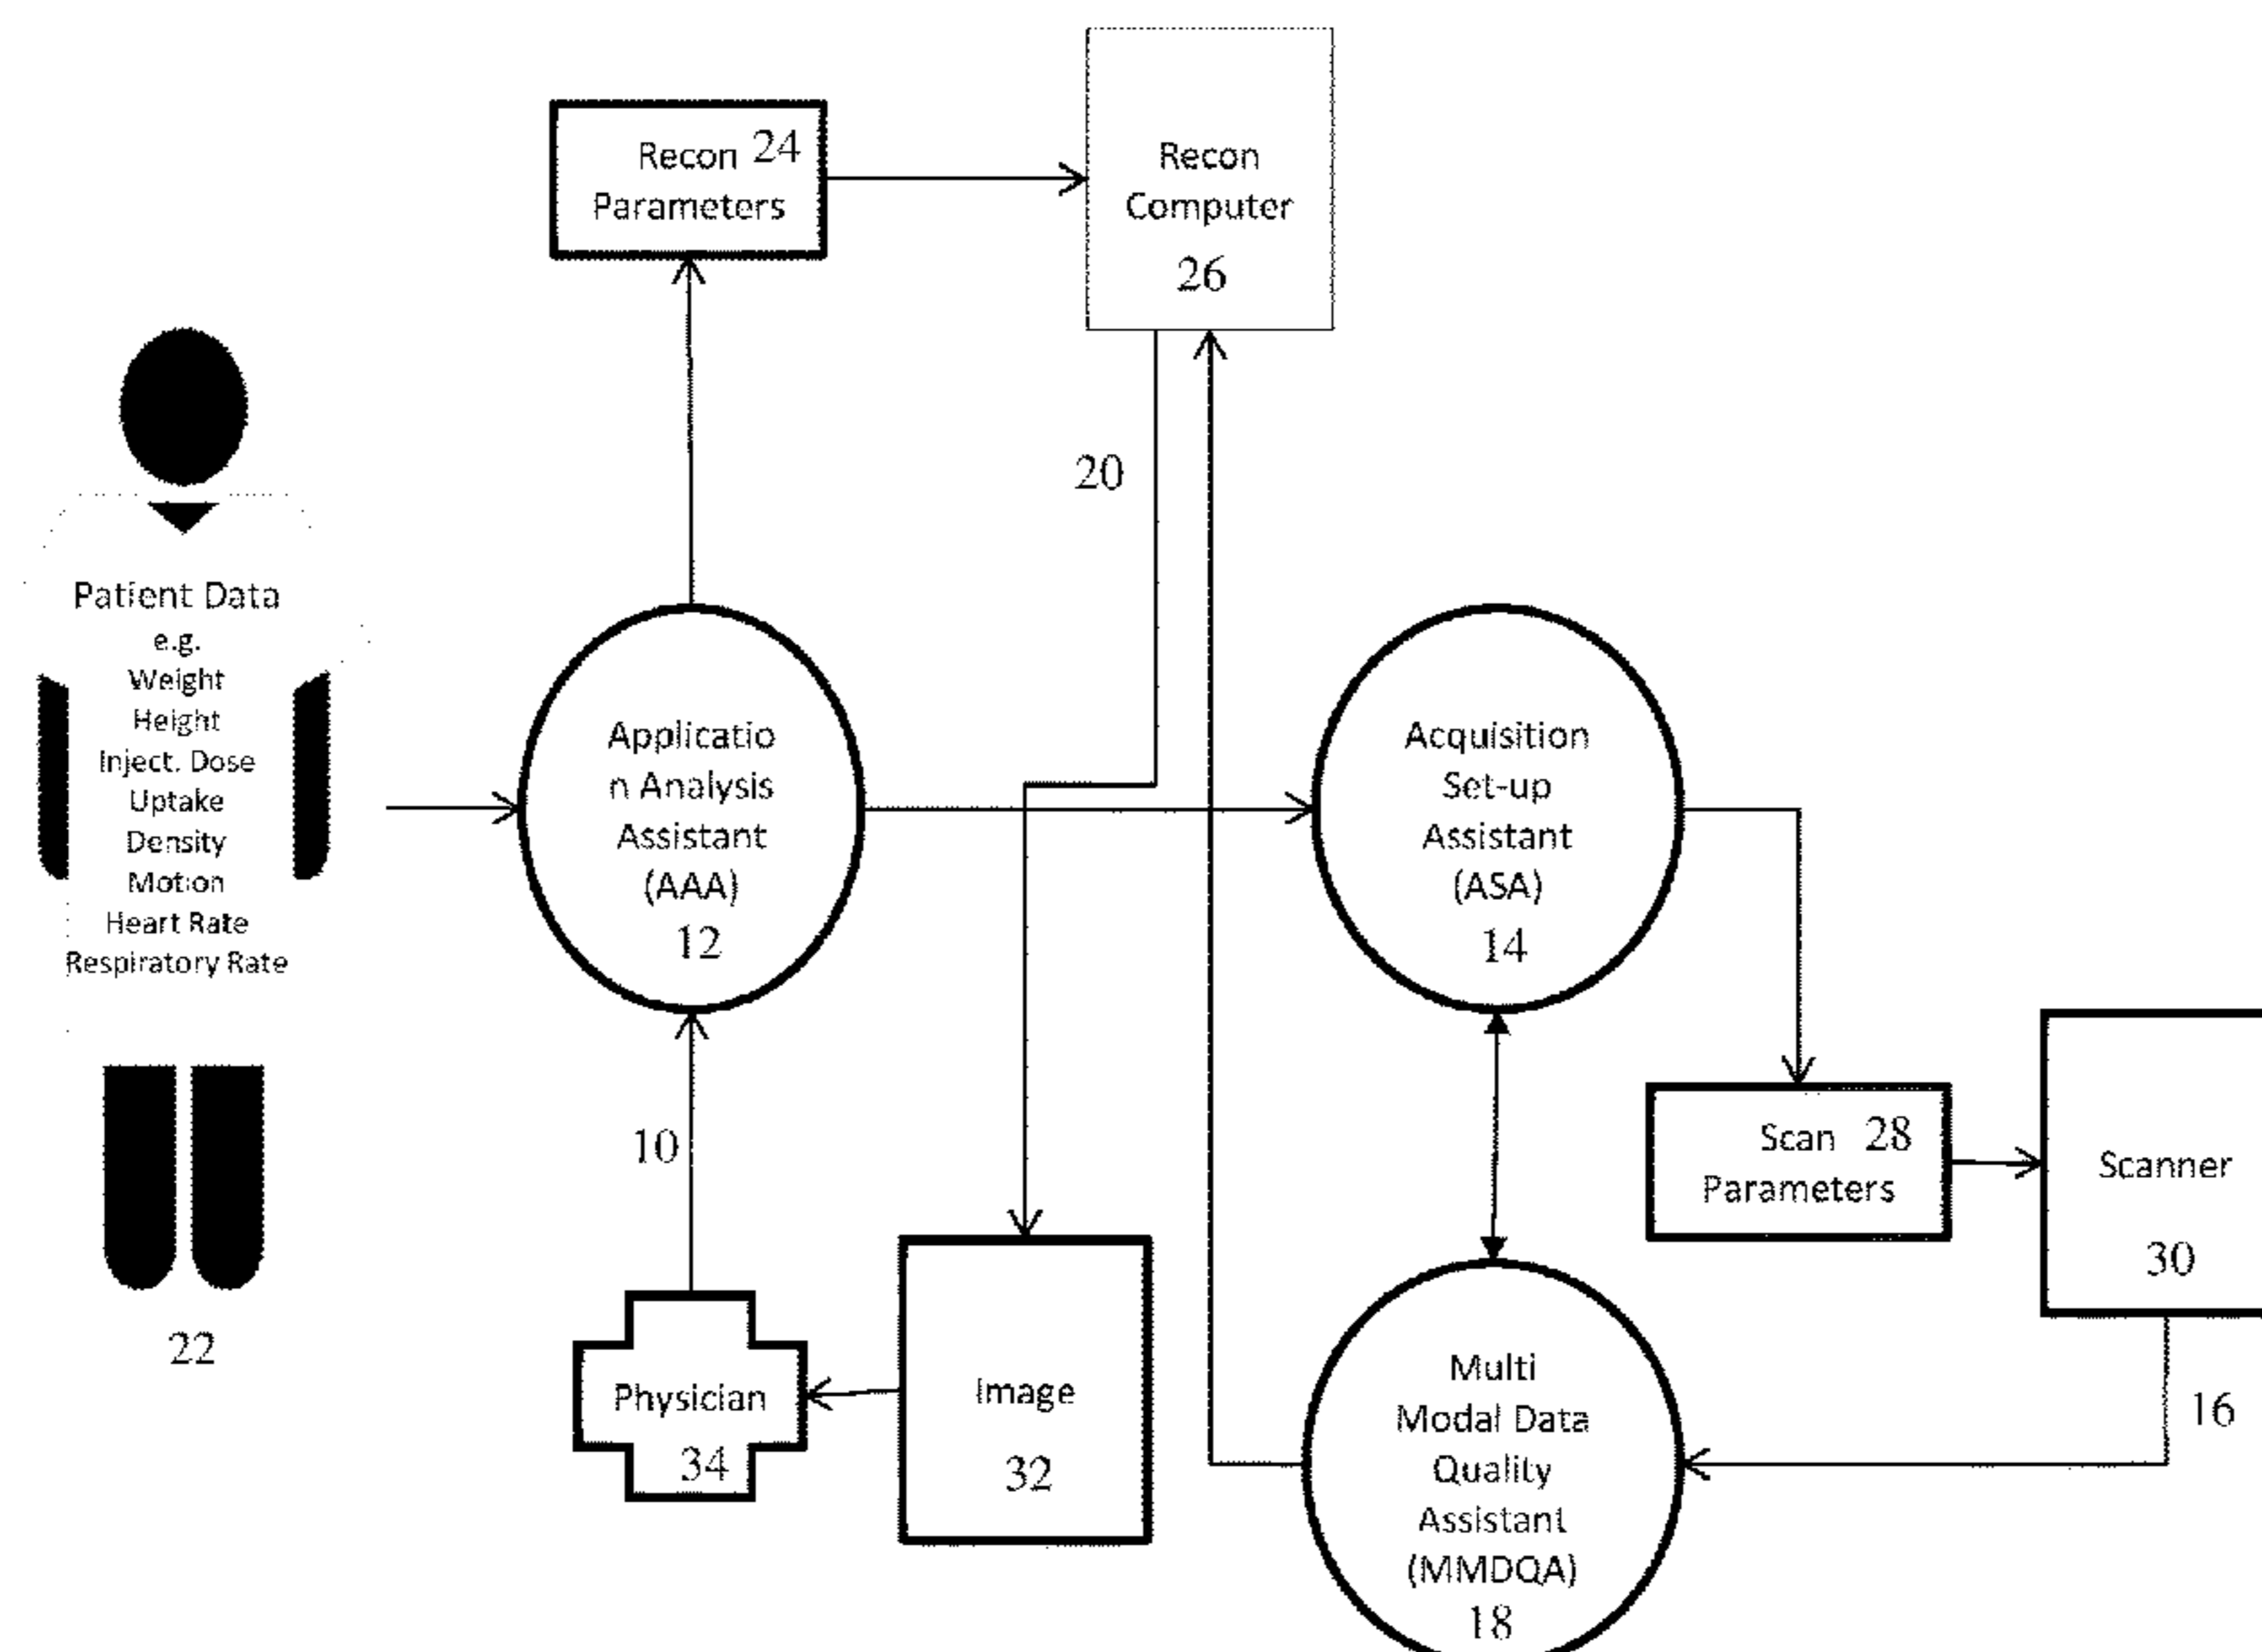 Recon 24
Parameters
Recon
Computer
26
20
Patient Data
e.g.
Weight
Height
Inject. Dose
Uptake
Density
Motion
Heart Rate
Respiratory Rate
22
Applicatio
n Analysis
Assistant
(AAA)
12
Acquisition
Set-up
Assistant
(ASA)
14
10
Scan 28
Parameters
Scanner
30
16
Physician
34
Image
32
Multi
Modal Data
Quality
Assistant
(MMDQA)
18